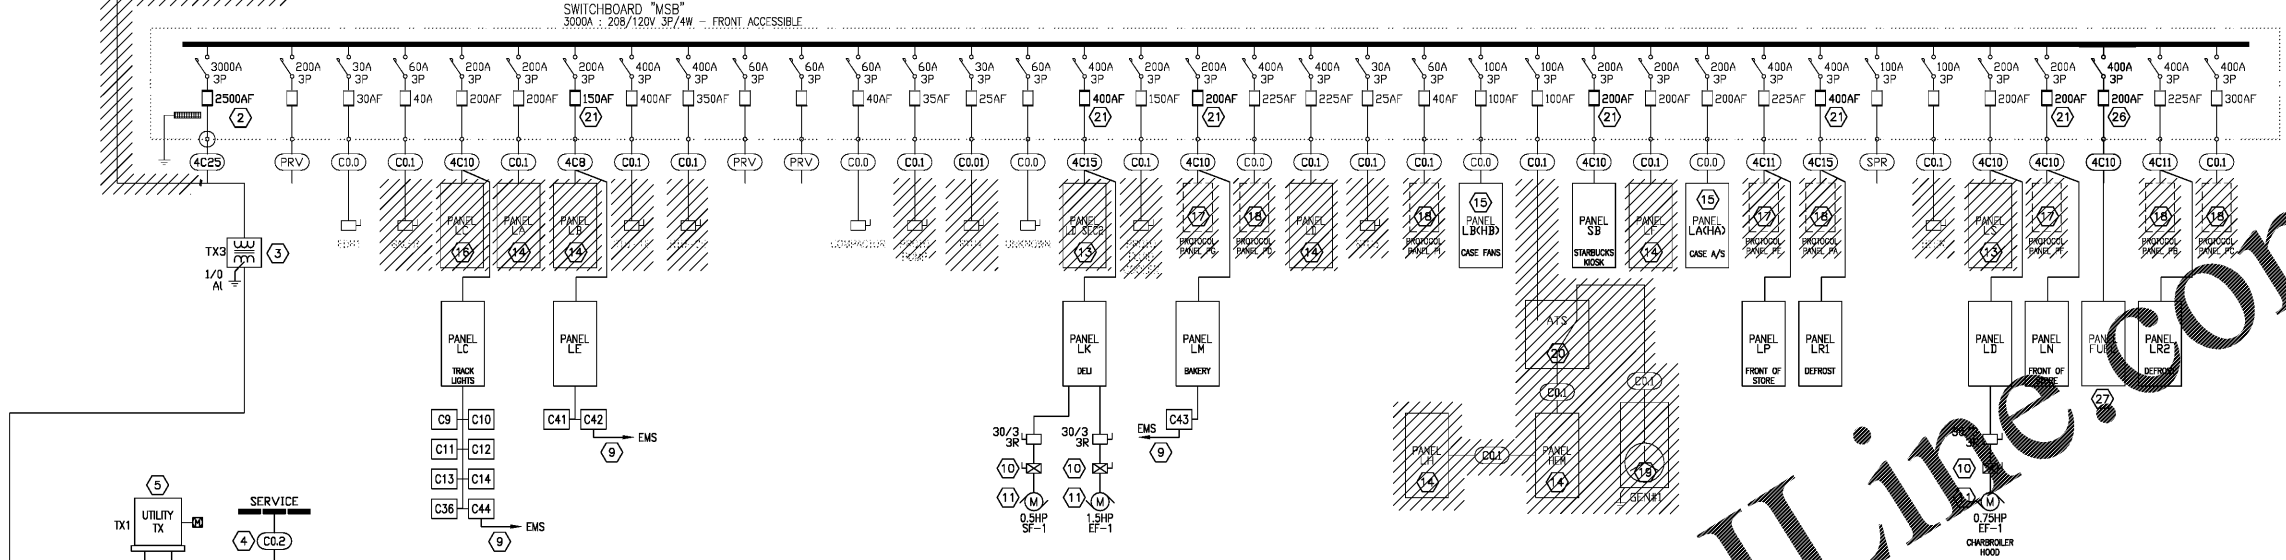 SWITCHBOARD "MSB"
3000A : 208/120V 3P/4W - FRONT ACCESSIBLE
3000A 200A 30A 60A 200A 200A 200A 400A 400A 60A 60A 60A 60A 30A 60A 400A 200A 200A 400A 400A 30A 60A 100A 100A 200A 200A 200A 400A 400A 100A 100A 200A 200A 400A 400A 400A
3P 3P 3P 3P 3P 3P 3P 3P 3P 3P 3P 3P 3P 3P 3P 3P 3P 3P 3P 3P 3P 3P 3P 3P 3P 3P 3P 3P 3P 3P 3P 3P 3P 3P 3P 3P
2500AF 30AF 40A 200AF 200AF 150AF 400AF 350AF 40AF 35AF 25AF 400AF 150AF 200AF 225AF 225AF 25AF 40AF 100AF 100AF 200AF 200AF 200AF 225AF 400AF 200AF 200AF 200AF 225AF 300AF
2 21 21 21 21 21 21 26
4C25 PRV C0.0 C0.1 4C10 C0.1 4C8 C0.1 C0.1 PRV PRV C0.0 C0.1 C0.01 C0.0 4C15 C0.1 4C10 C0.0 C0.1 C0.1 C0.1 C0.0 C0.1 4C10 C0.1 C0.0 4C11 4C15 SPR C0.1 4C10 4C10 4C10 4C11 C0.1
PANEL LC 16
PANEL LA 14
PANEL LB 14
COMPACTOR
UNKNOWN
PANEL LD SEC2 13
17 PROTOCOL PANEL PG
18 PROTOCOL PANEL PD
PANEL LD 14
18 PROTOCOL PANEL PI
15 PANEL LB(HB) CASE FANS
PANEL SB STARBUCKS KIOSK
PANEL LF 14
15 PANEL LA(HA) CASE A/S
17 PROTOCOL PANEL PE
18 PROTOCOL PANEL PA
PANEL LS 13
17 PROTOCOL PANEL PF
18 PROTOCOL PANEL PB
18 PROTOCOL PANEL PC
TX3 3
1/0
Al
PANEL LC TRACK LIGHTS
PANEL LE
PANEL LK DELI
PANEL LM BAKERY
ATS 20
C0.1 C0.1
PANEL LP FRONT OF STORE
PANEL LR1 DEFROST
PANEL LD
PANEL LN FRONT OF STORE
PANEL FUEL
27
PANEL LR2 DEFROST
C9 C10
C11 C12
C13 C14
C36 C44
EMS
9
C41 C42
EMS
9
30/3 3R
10
11 M
0.5HP
SF-1
30/3 3R
10
11 M
1.5HP
EF-1
C43
EMS
9
PANEL LH 14
C0.1
PANEL HEM 14
19
GEN#1
10
M
0.75HP
EF-1
CHARBROILER
HOOD
5
TX1
UTILITY
TX
M
SERVICE
4 C0.2
lLine.com